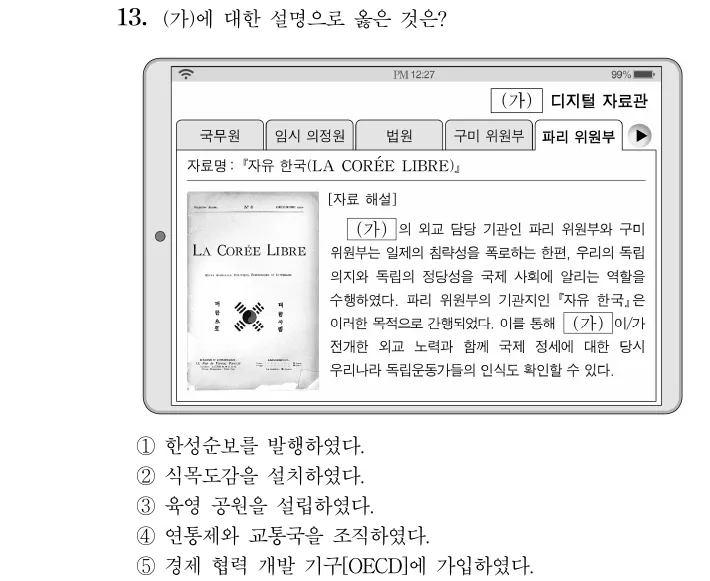 13. (가)에 대한 설명으로 옳은 것은?
PM 12:27
99%
(가) 디지털 자료관
국무원 임시 의정원 법원 구미 위원부 파리 위원부
자료명 : 『자유 한국(LA CORÉE LIBRE)』
[자료 해설]
(가) 의 외교 담당 기관인 파리 위원부와 구미
위원부는 일제의 침략성을 폭로하는 한편, 우리의 독립
의지와 독립의 정당성을 국제 사회에 알리는 역할을
수행하였다. 파리 위원부의 기관지인 『자유 한국』은
이러한 목적으로 간행되었다. 이를 통해 (가) 이/가
전개한 외교 노력과 함께 국제 정세에 대한 당시
우리나라 독립운동가들의 인식도 확인할 수 있다.
N° 8
LA CORÉE LIBRE
① 한성순보를 발행하였다.
② 식목도감을 설치하였다.
③ 육영 공원을 설립하였다.
④ 연통제와 교통국을 조직하였다.
⑤ 경제 협력 개발 기구[OECD]에 가입하였다.